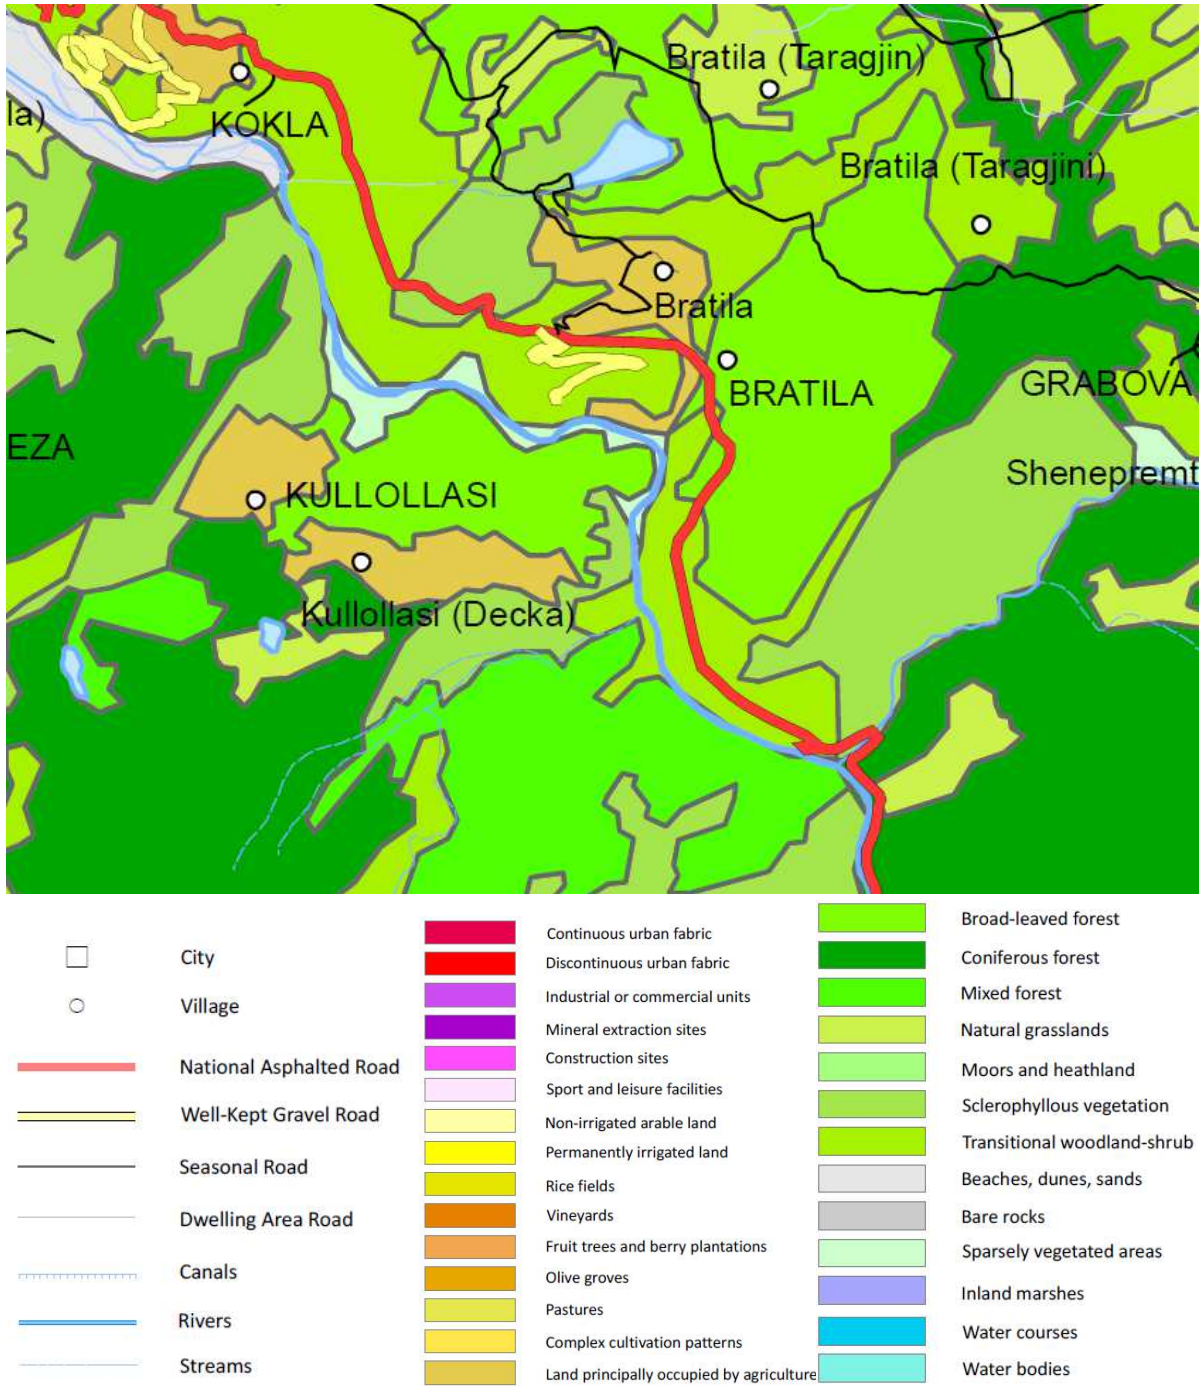 Bratila (Taragjin)
la)
KOKLA
Bratila (Taragjini)
Bratila
GRABOVA
BRATILA
EZA
Shenepremt
KULLOLLASI
Kullollasi (Decka)
City
Village
National Asphalted Road
Well-Kept Gravel Road
Seasonal Road
Dwelling Area Road
Canals
Rivers
Streams
Continuous urban fabric
Discontinuous urban fabric
Industrial or commercial units
Mineral extraction sites
Construction sites
Sport and leisure facilities
Non-irrigated arable land
Permanently irrigated land
Rice fields
Vineyards
Fruit trees and berry plantations
Olive groves
Pastures
Complex cultivation patterns
Land principally occupied by agriculture
Broad-leaved forest
Coniferous forest
Mixed forest
Natural grasslands
Moors and heathland
Sclerophyllous vegetation
Transitional woodland-shrub
Beaches, dunes, sands
Bare rocks
Sparsely vegetated areas
Inland marshes
Water courses
Water bodies